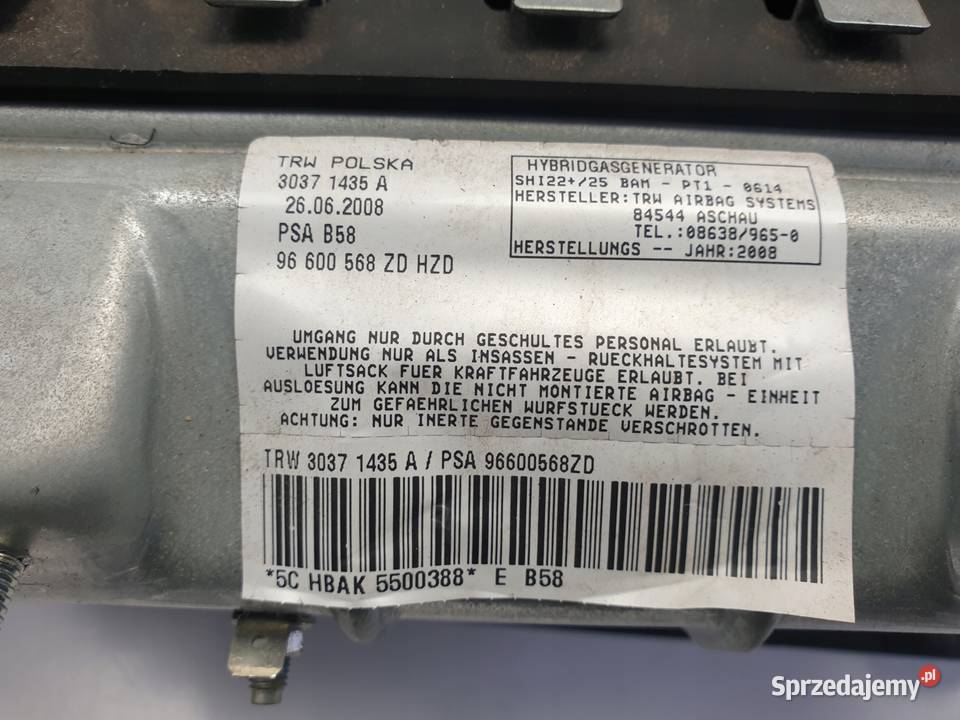 TRW POLSKA
3037 1435 A
26.06.2008
PSA B58
96 600 568 ZD HZD
HYBRIDGASGENERATOR
SHI22+/25 BAM - PT1 - 0614
HERSTELLER:TRW AIRBAG SYSTEMS
84544 ASCHAU
TEL.:08638/965-0
HERSTELLUNGS -- JAHR:2008
UMGANG NUR DURCH GESCHULTES PERSONAL ERLAUBT.
VERWENDUNG NUR ALS INSASSEN - RUECKHALTESYSTEM MIT
LUFTSACK FUER KRAFTFAHRZEUGE ERLAUBT. BEI
AUSLOESUNG KANN DIE NICHT MONTIERTE AIRBAG - EINHEIT
ZUM GEFAEHRLICHEN WURFSTUECK WERDEN.
ACHTUNG: NUR INERTE GEGENSTANDE VERSCHROTTEN.
TRW 3037 1435 A / PSA 96600568ZD
*5C HBAK 5500388* E B58
Sprzedajemy.pl